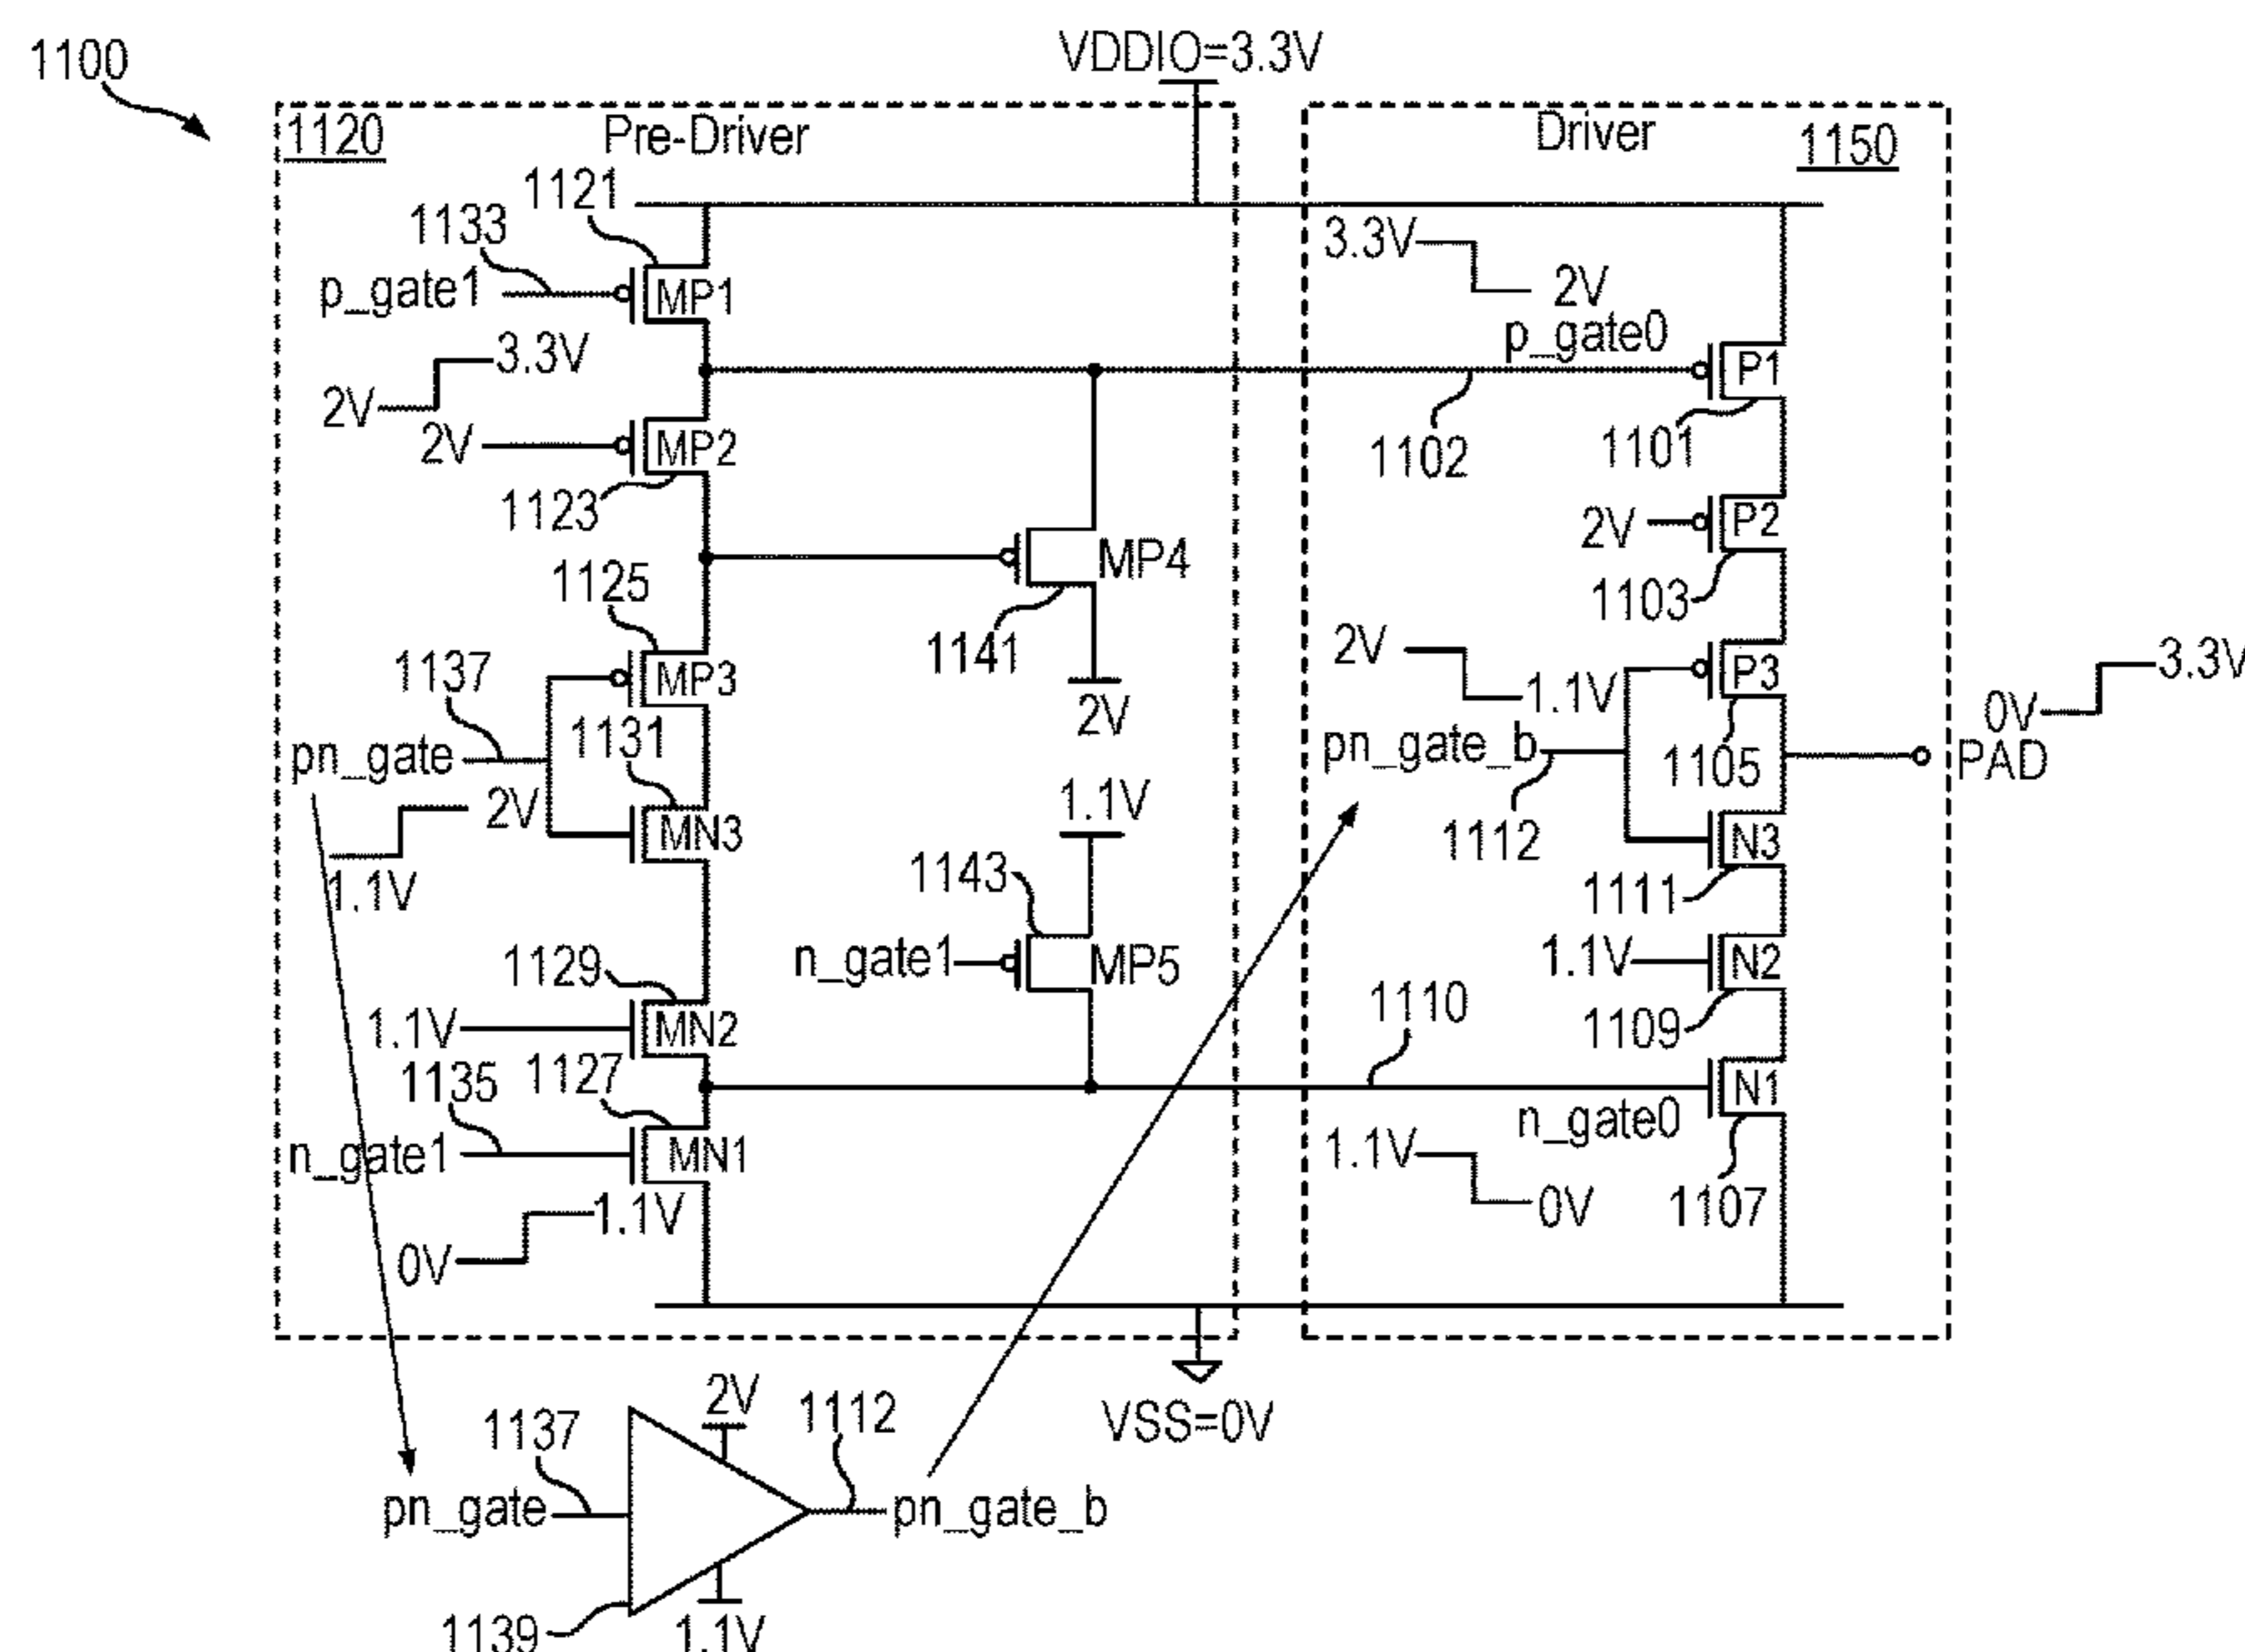 1100
VDDIO=3.3V
1120
Pre-Driver
Driver
1150
1121
1133
p_gate1
MP1
3.3V
2V
p_gate0
P1
3.3V
2V
2V
MP2
1102
1101
1123
2V
P2
1103
1125
MP4
1141
2V
1137
MP3
2V
1.1V
P3
3.3V
0V
PAD
1131
pn_gate
pn_gate_b
1105
2V
1.1V
MN3
1.1V
1112
N3
1111
1143
1129
n_gate1
MP5
1.1V
N2
1110
1109
1.1V
MN2
1135
1127
N1
n_gate0
n_gate1
MN1
1.1V
0V
1107
1.1V
0V
2V
1112
VSS=0V
1137
pn_gate
pn_gate_b
1139
1.1V